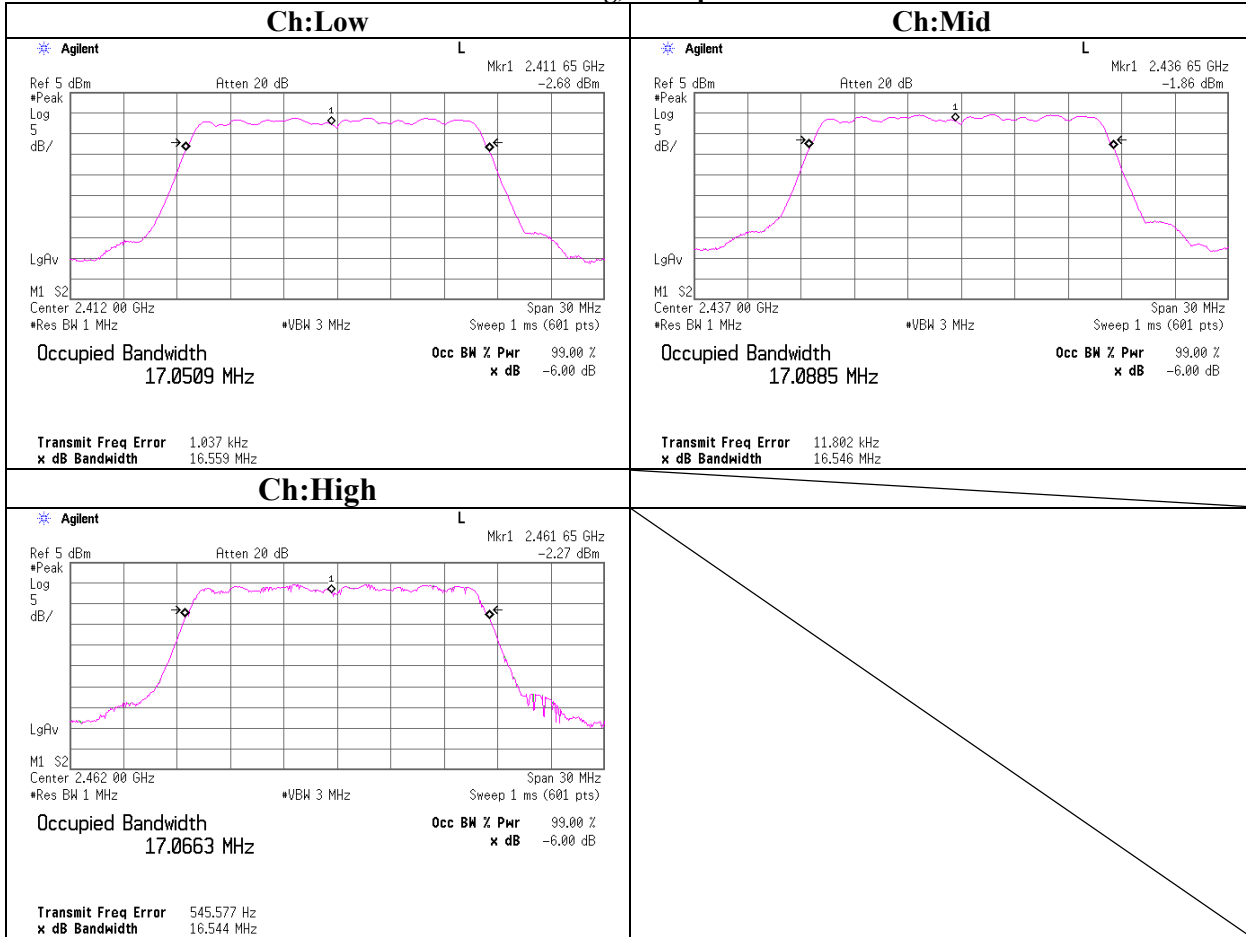 Ch:Low
Agilent
L
Mkr1 2.411 65 GHz
Ref 5 dBm Atten 20 dB -2.68 dBm
#Peak
Log
5
dB/
1
LgAv
M1 S2
Center 2.412 00 GHz Span 30 MHz
#Res BW 1 MHz #VBW 3 MHz Sweep 1 ms (601 pts)
Occupied Bandwidth Occ BW % Pwr 99.00 %
17.0509 MHz x dB -6.00 dB
Transmit Freq Error 1.037 kHz
x dB Bandwidth 16.559 MHz
Ch:Mid
Agilent
L
Mkr1 2.436 65 GHz
Ref 5 dBm Atten 20 dB -1.86 dBm
#Peak
Log
5
dB/
1
LgAv
M1 S2
Center 2.437 00 GHz Span 30 MHz
#Res BW 1 MHz #VBW 3 MHz Sweep 1 ms (601 pts)
Occupied Bandwidth Occ BW % Pwr 99.00 %
17.0885 MHz x dB -6.00 dB
Transmit Freq Error 11.802 kHz
x dB Bandwidth 16.546 MHz
Ch:High
Agilent
L
Mkr1 2.461 65 GHz
Ref 5 dBm Atten 20 dB -2.27 dBm
#Peak
Log
5
dB/
1
LgAv
M1 S2
Center 2.462 00 GHz Span 30 MHz
#Res BW 1 MHz #VBW 3 MHz Sweep 1 ms (601 pts)
Occupied Bandwidth Occ BW % Pwr 99.00 %
17.0663 MHz x dB -6.00 dB
Transmit Freq Error 545.577 Hz
x dB Bandwidth 16.544 MHz